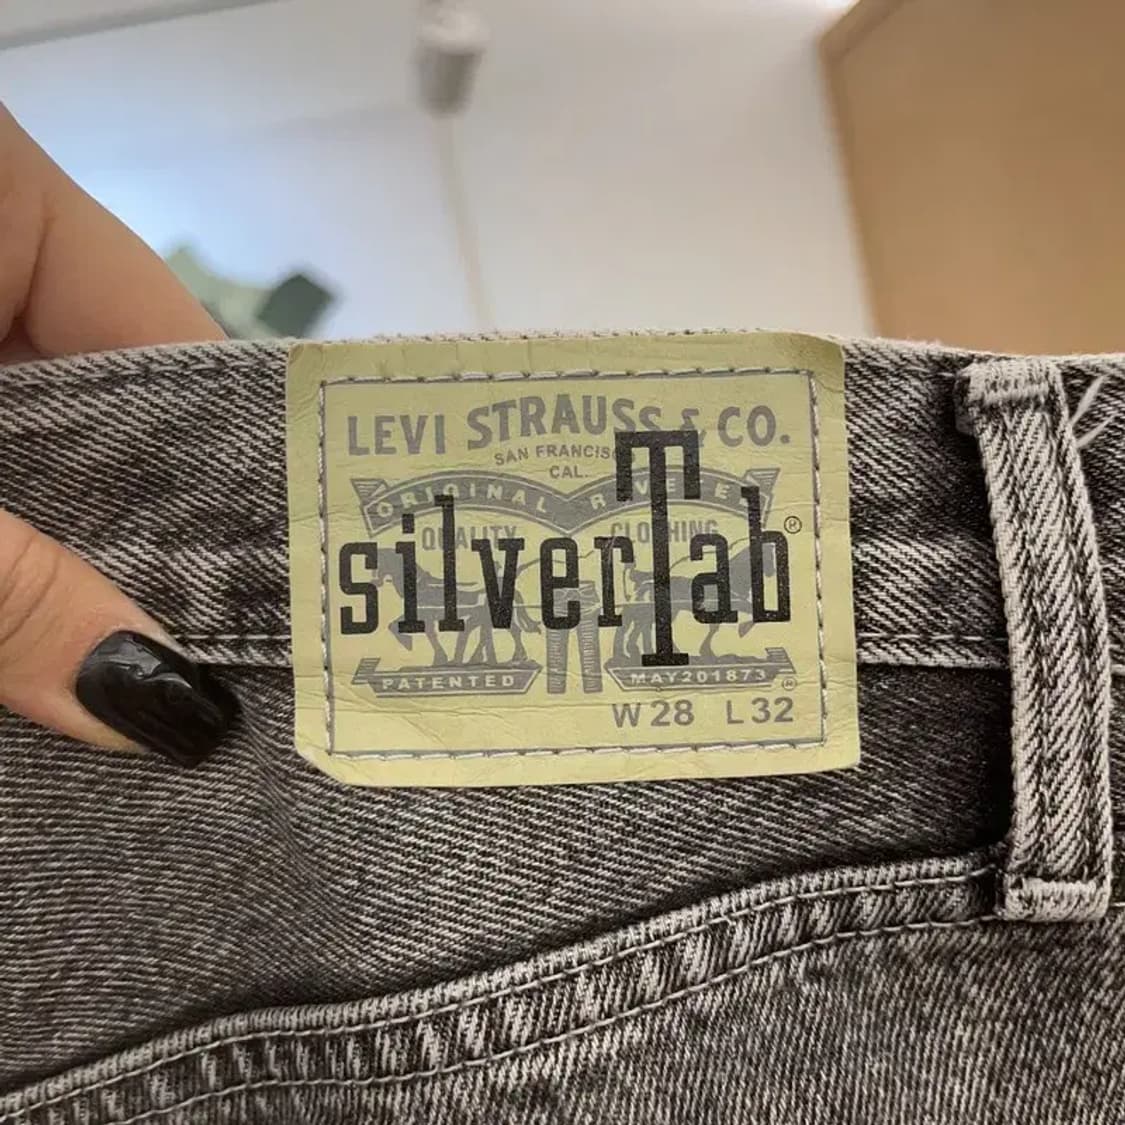 LEVI STRAUSS & CO.
SAN FRANCISCO
CAL.
ORIGINAL RIVETED
QUALITY CLOTHING
silverTab®
PATENTED MAY201873 ®
W28 L32